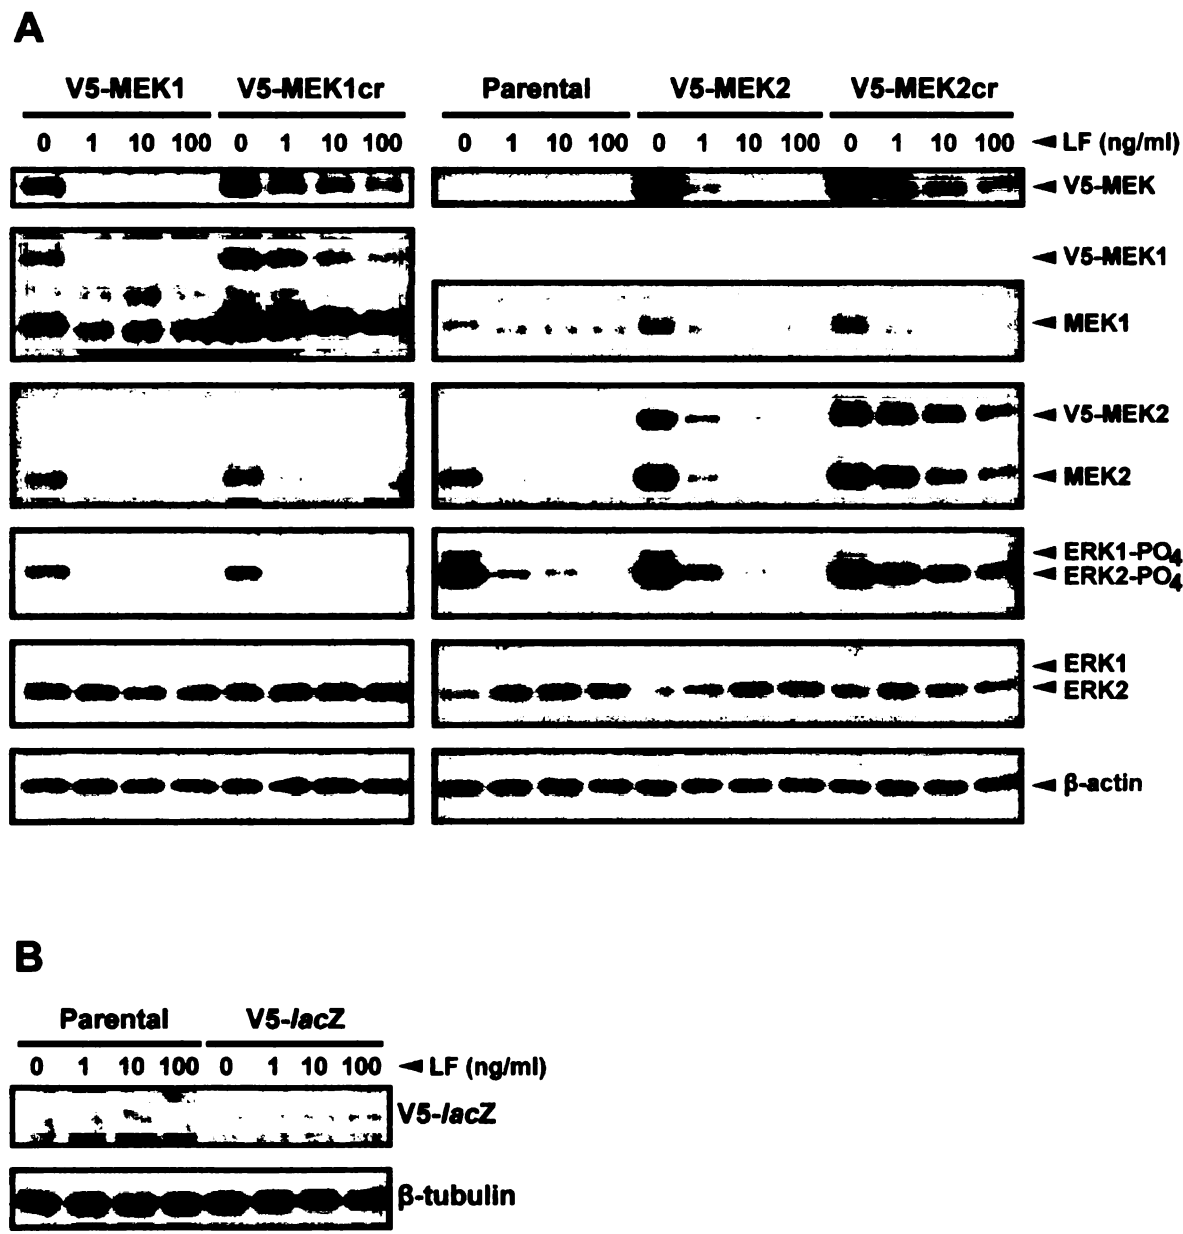 A
V5-MEK1 V5-MEK1cr Parental V5-MEK2 V5-MEK2cr
0 1 10 100 0 1 10 100 0 1 10 100 0 1 10 100 0 1 10 100 ◄ LF (ng/ml)
◄ V5-MEK
◄ V5-MEK1
◄ MEK1
◄ V5-MEK2
◄ MEK2
◄ ERK1-PO4
◄ ERK2-PO4
◄ ERK1
◄ ERK2
◄ β-actin
B
Parental V5-lacZ
0 1 10 100 0 1 10 100 ◄ LF (ng/ml)
V5-lacZ
β-tubulin